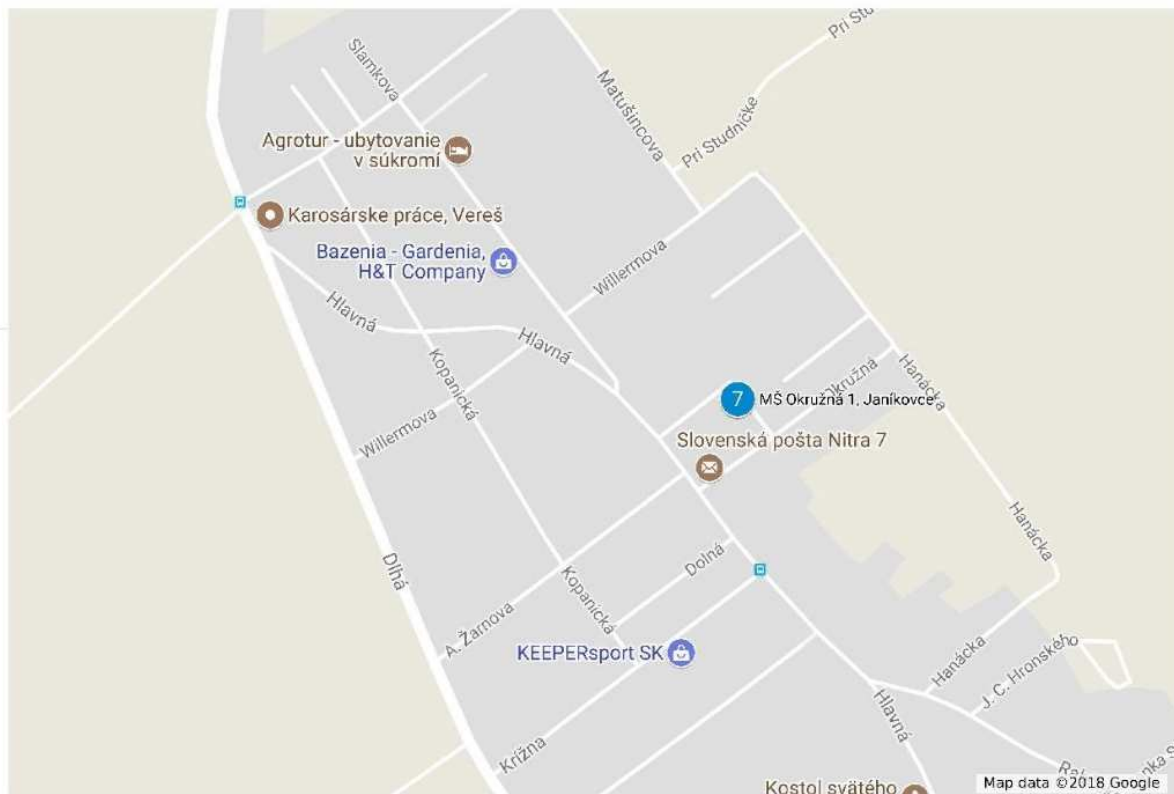 Pri Stu
Slamkova
Matušincova
Pri Studničke
Agrotur - ubytovanie
v súkromí
Karosárske práce, Vereš
Bazenia - Gardenia,
H&T Company
Willermova
Hlavná
Hlavná
Kopanická
Hanácka
Okružná
7
MŠ Okružná 1, Janíkovce
Willermova
Slovenská pošta Nitra 7
Hanácka
Dlhá
Dolná
Kopanická
A. Žarnova
KEEPERsport SK
Hanácka
J. C. Hronského
Hlavná
Krížna
Kostol svätého
Map data ©2018 Google